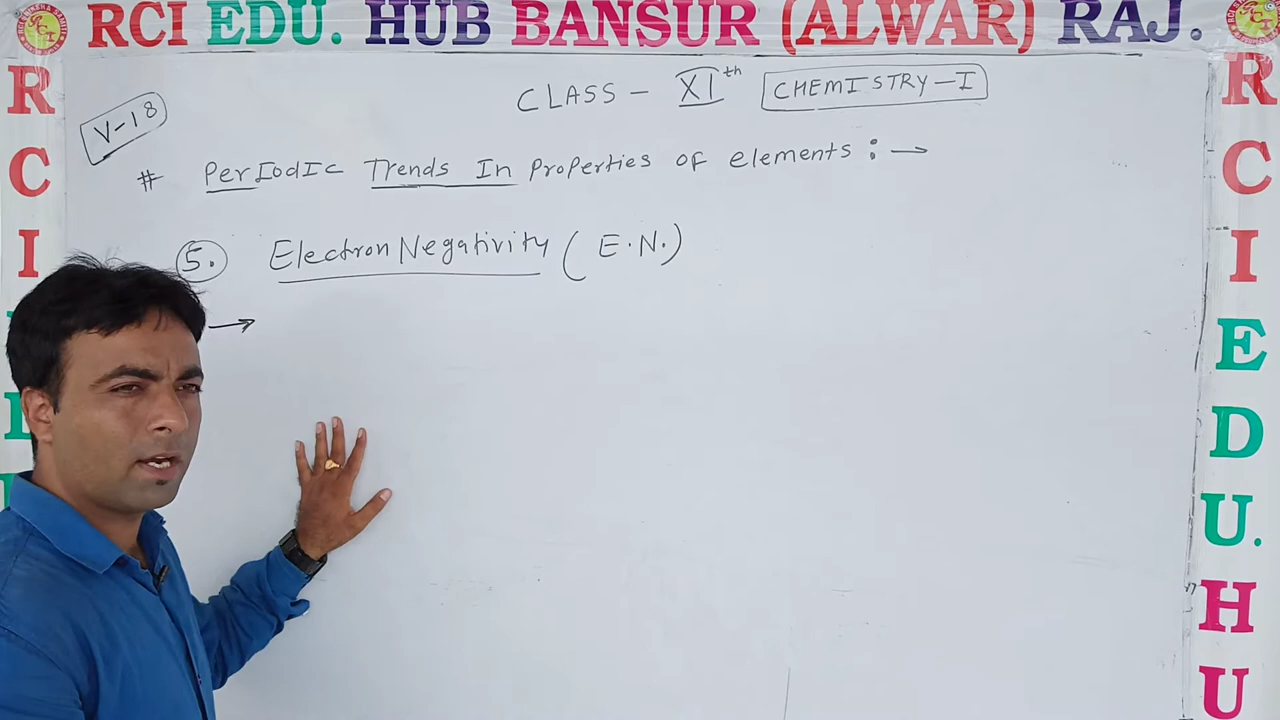 RCI EDU. HUB BANSUR (ALWAR) RAJ.
CLASS - XIth CHEMISTRY-I
V-18
# PerIodIc Trends In Properties of elements :→
5. Electron Negativity ( E.N.)
→
R
C
I
R
C
I
E
D
U.
H
U